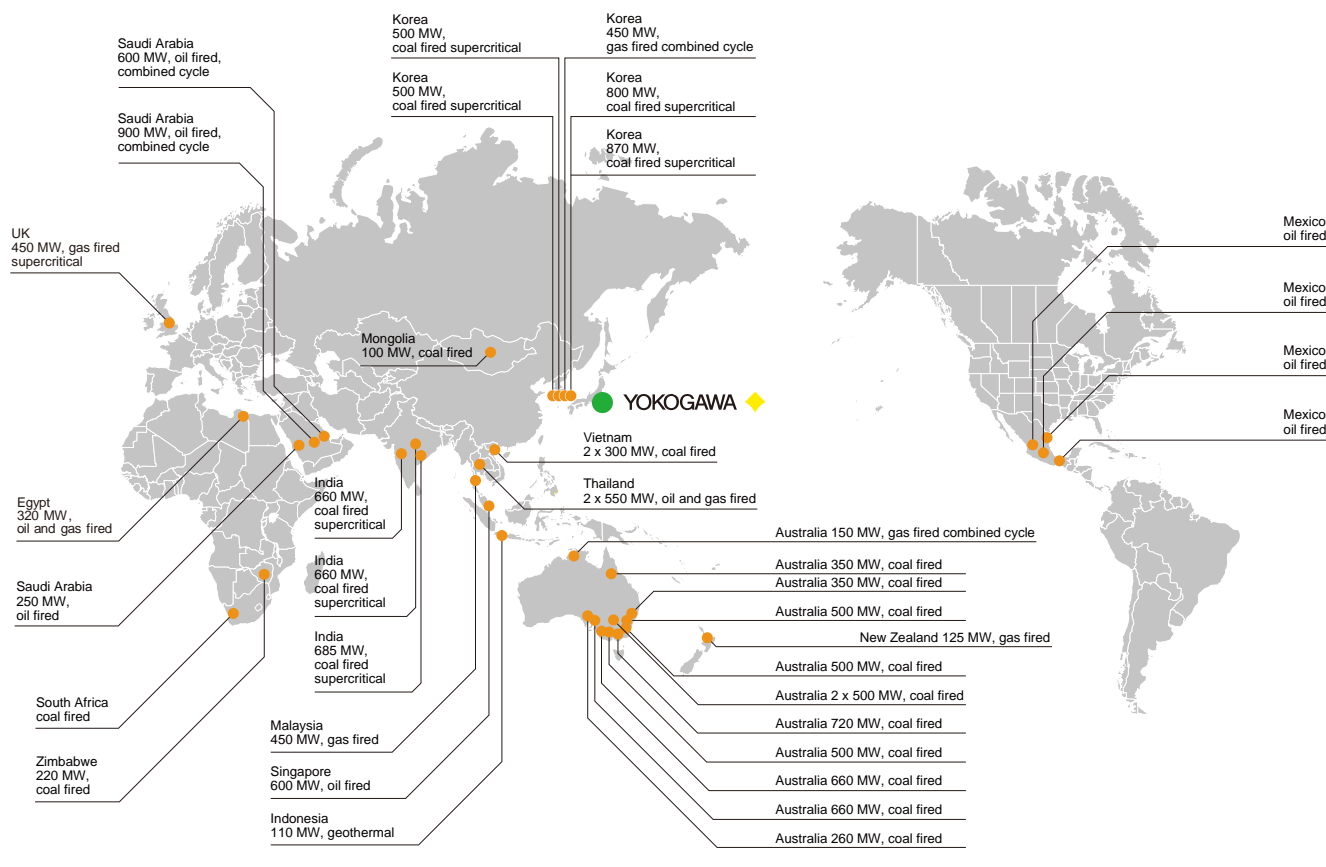 Saudi Arabia
600 MW, oil fired,
combined cycle
Saudi Arabia
900 MW, oil fired,
combined cycle
UK
450 MW, gas fired
supercritical
Korea
500 MW,
coal fired supercritical
Korea
500 MW,
coal fired supercritical
Korea
450 MW,
gas fired combined cycle
Korea
800 MW,
coal fired supercritical
Korea
870 MW,
coal fired supercritical
Mexico
oil fired
Mexico
oil fired
Mexico
oil fired
Mexico
oil fired
Mongolia
100 MW, coal fired
YOKOGAWA
Vietnam
2 x 300 MW, coal fired
Thailand
2 x 550 MW, oil and gas fired
Egypt
320 MW,
oil and gas fired
Saudi Arabia
250 MW,
oil fired
South Africa
coal fired
Zimbabwe
220 MW,
coal fired
India
660 MW,
coal fired
supercritical
India
660 MW,
coal fired
supercritical
India
685 MW,
coal fired
supercritical
Malaysia
450 MW, gas fired
Singapore
600 MW, oil fired
Indonesia
110 MW, geothermal
Australia 150 MW, gas fired combined cycle
Australia 350 MW, coal fired
Australia 350 MW, coal fired
Australia 500 MW, coal fired
New Zealand 125 MW, gas fired
Australia 500 MW, coal fired
Australia 2 x 500 MW, coal fired
Australia 720 MW, coal fired
Australia 500 MW, coal fired
Australia 660 MW, coal fired
Australia 660 MW, coal fired
Australia 260 MW, coal fired